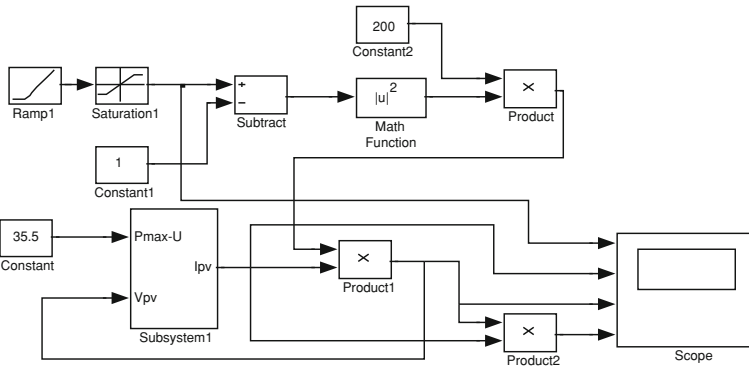 200
Constant2
Ramp1
Saturation1
+
−
Subtract
|u|²
Math
Function
×
Product
1
Constant1
35.5
Constant
Pmax-U
Ipv
Vpv
Subsystem1
×
Product1
×
Product2
Scope